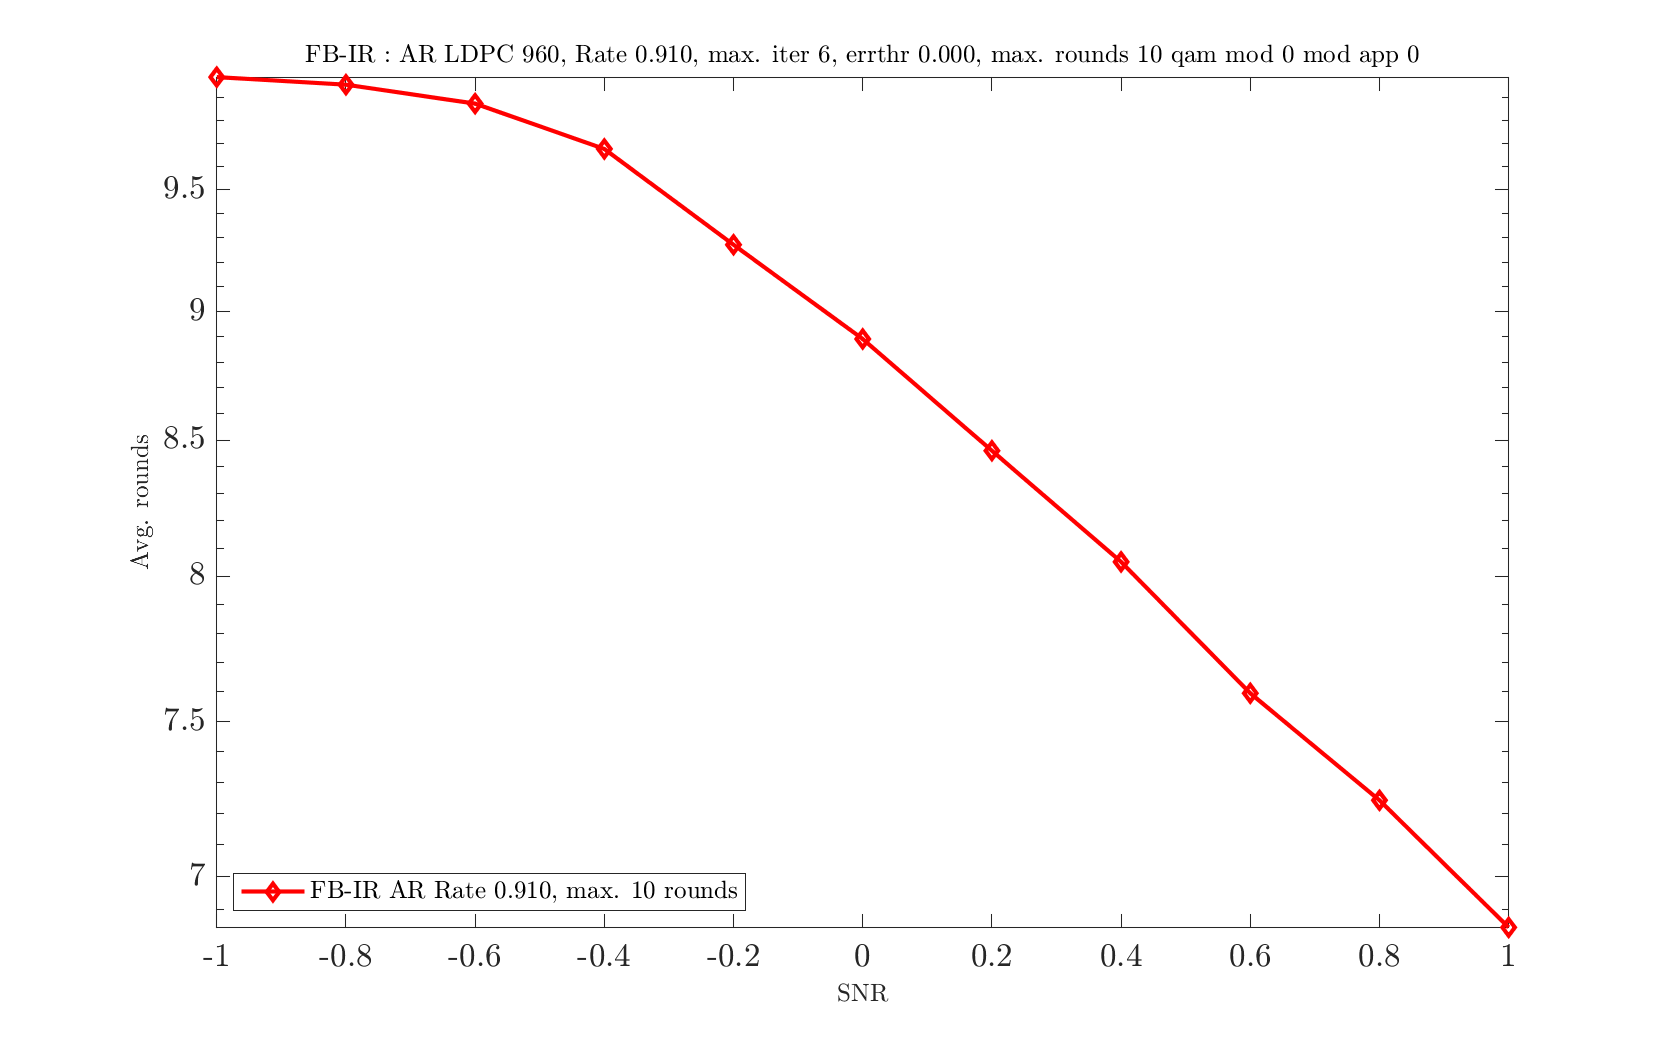 FB-IR : AR LDPC 960, Rate 0.910, max. iter 6, errthr 0.000, max. rounds 10 qam mod 0 mod app 0
9.5
9
8.5
8
7.5
7
Avg. rounds
FB-IR AR Rate 0.910, max. 10 rounds
-1 -0.8 -0.6 -0.4 -0.2 0 0.2 0.4 0.6 0.8 1
SNR